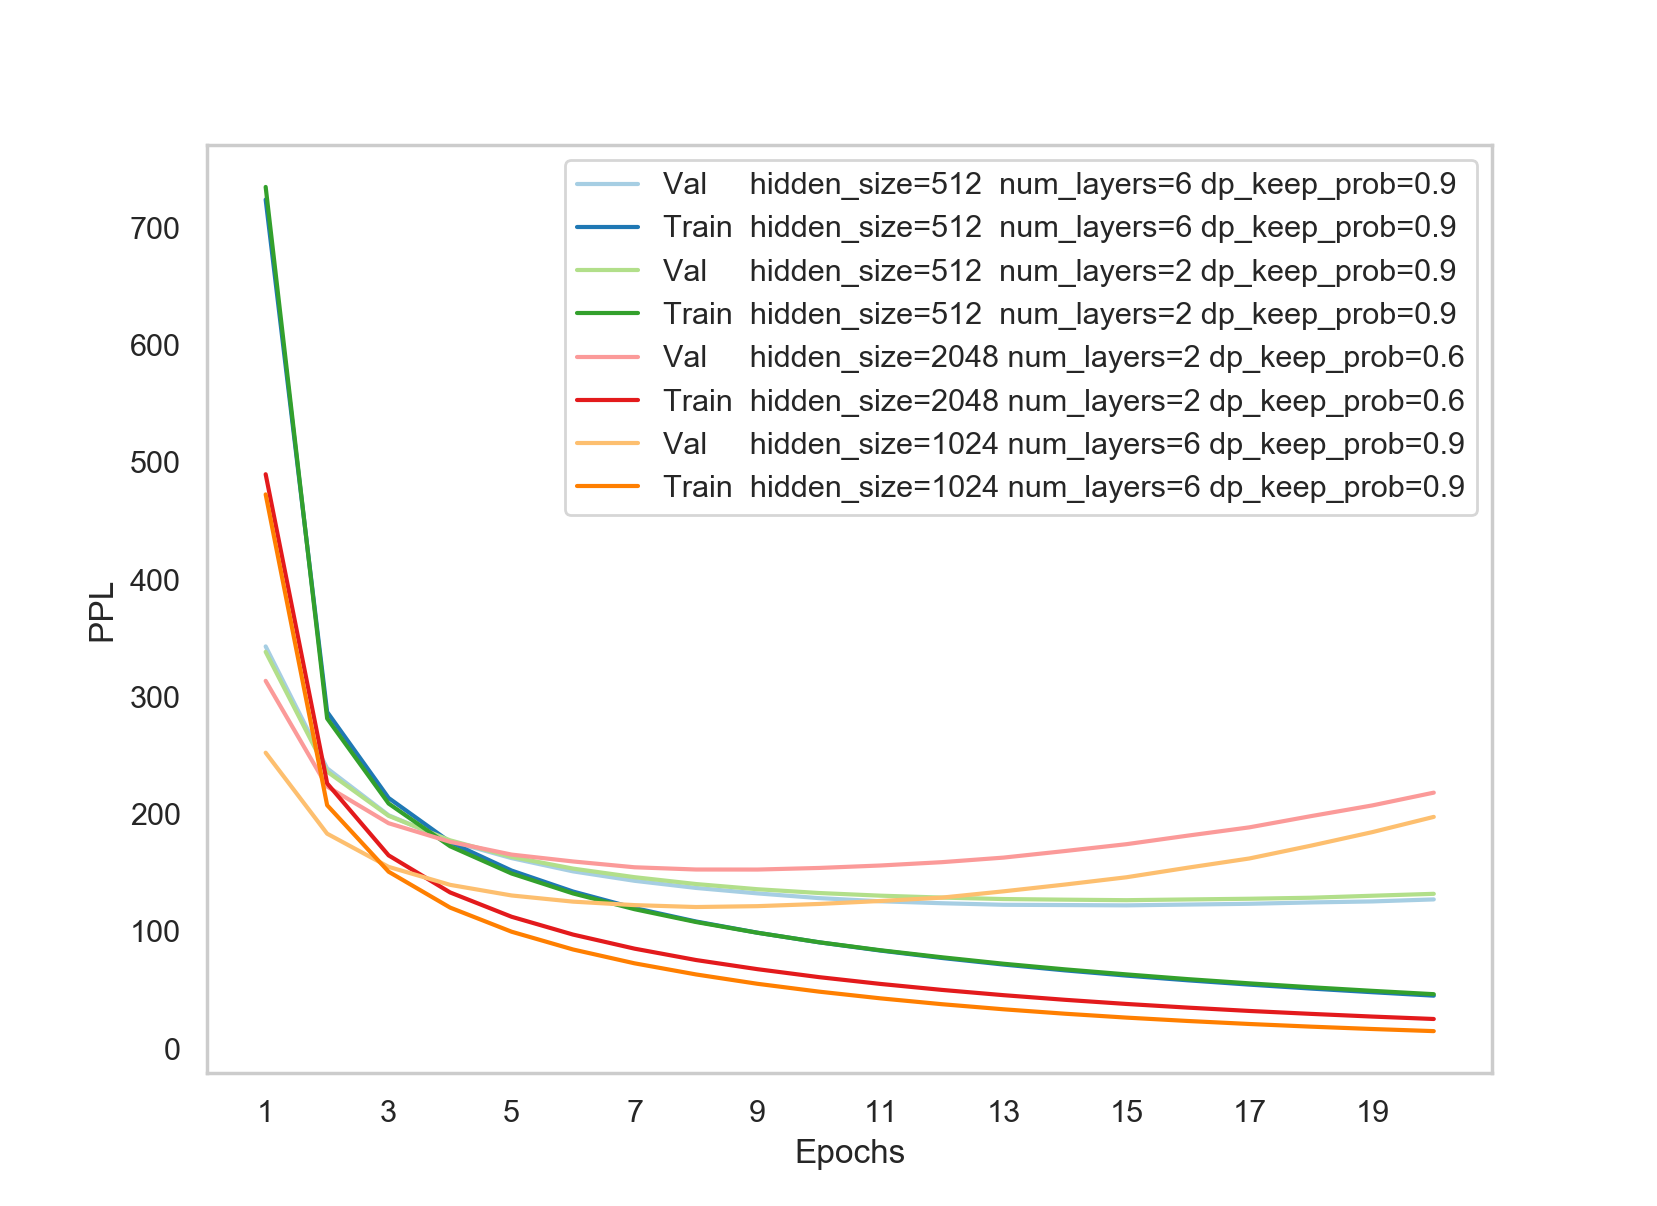 Val hidden_size=512 num_layers=6 dp_keep_prob=0.9
Train hidden_size=512 num_layers=6 dp_keep_prob=0.9
Val hidden_size=512 num_layers=2 dp_keep_prob=0.9
Train hidden_size=512 num_layers=2 dp_keep_prob=0.9
Val hidden_size=2048 num_layers=2 dp_keep_prob=0.6
Train hidden_size=2048 num_layers=2 dp_keep_prob=0.6
Val hidden_size=1024 num_layers=6 dp_keep_prob=0.9
Train hidden_size=1024 num_layers=6 dp_keep_prob=0.9
700
600
500
400
300
200
100
0
PPL
1 3 5 7 9 11 13 15 17 19
Epochs